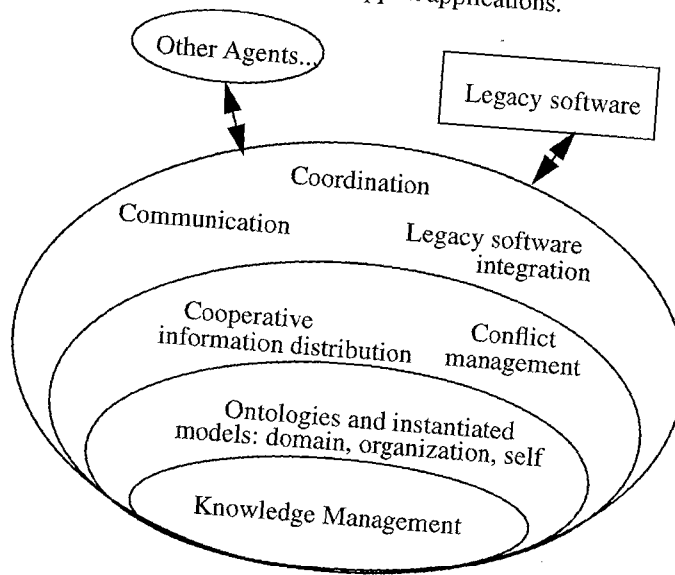 applications.
Other Agents...
Legacy software
Coordination
Communication
Legacy software
integration
Cooperative
information distribution
Conflict
management
Ontologies and instantiated
models: domain, organization, self
Knowledge Management